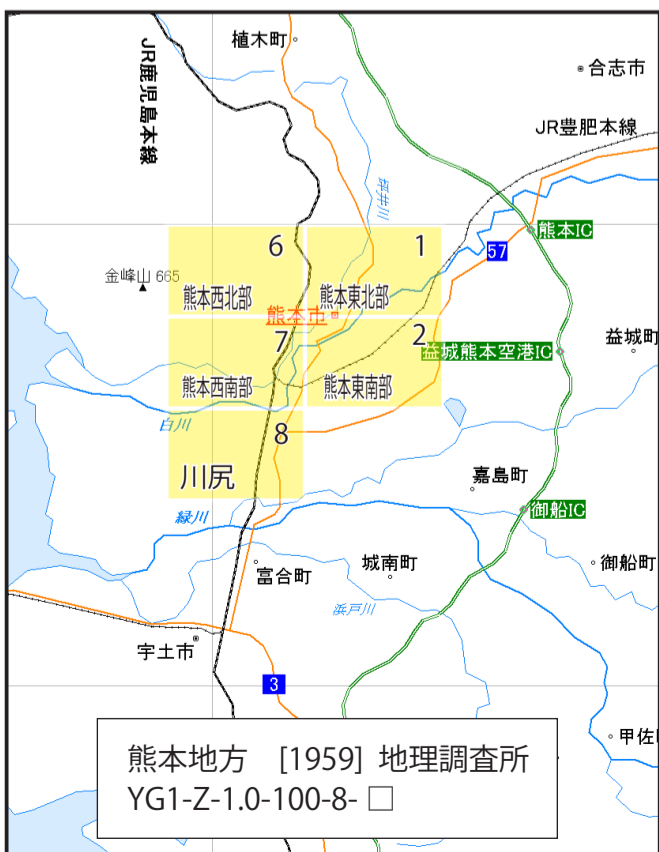 植木町
合志市
JR鹿児島本線
JR豊肥本線
坪井川
熊本IC
57
6
1
金峰山 665
熊本西北部
熊本東北部
熊本市
7
2
益城熊本空港IC
益城町
熊本西南部
熊本東南部
白川
8
川尻
嘉島町
緑川
御船IC
富合町
城南町
御船町
浜戸川
宇土市
3
甲佐
熊本地方 [1959] 地理調査所
YG1-Z-1.0-100-8- □